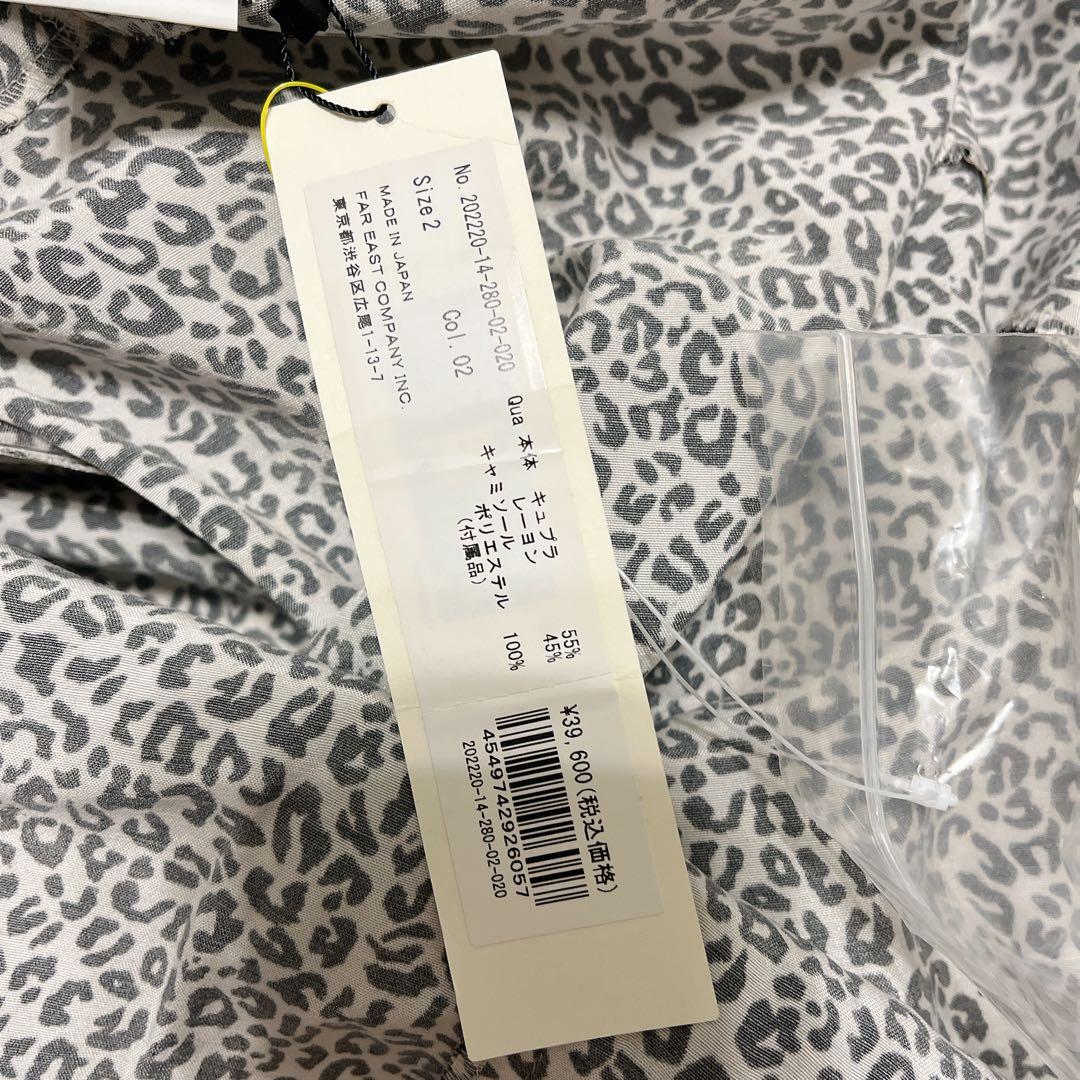 No. 202220-14-280-02-020
Size 2 Col. 02
MADE IN JAPAN
FAR EAST COMPANY INC.
東京都渋谷区広尾1-13-7
Qua 本体 キュプラ 55%
レーヨン 45%
キャミソール
ポリエステル 100%
(付属品)
¥39,600(税込価格)
4549742926057
202220-14-280-02-020